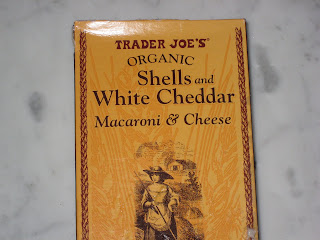 TRADER JOE'S®
ORGANIC
Shells and
White Cheddar
Macaroni & Cheese